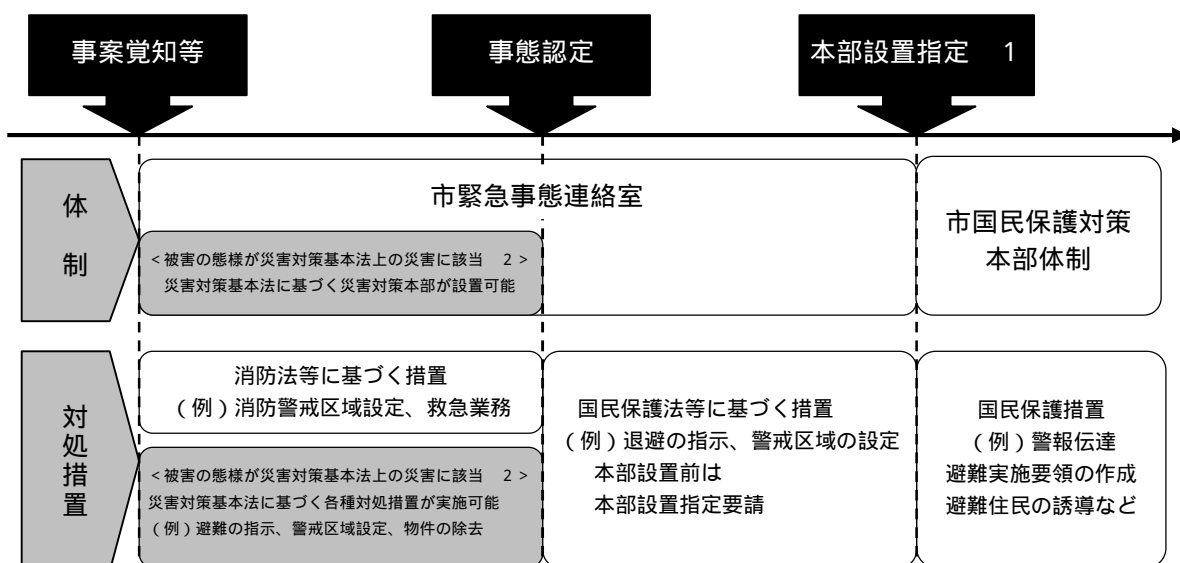 事案覚知等
事態認定
本部設置指定 1
体制
市緊急事態連絡室
<被害の態様が災害対策基本法上の災害に該当 2>
災害対策基本法に基づく災害対策本部が設置可能
市国民保護対策
本部体制
対処措置
消防法等に基づく措置
(例)消防警戒区域設定、救急業務
<被害の態様が災害対策基本法上の災害に該当 2>
災害対策基本法に基づく各種対処措置が実施可能
(例)避難の指示、警戒区域設定、物件の除去
国民保護法等に基づく措置
(例)退避の指示、警戒区域の設定
本部設置前は
本部設置指定要請
国民保護措置
(例)警報伝達
避難実施要領の作成
避難住民の誘導など